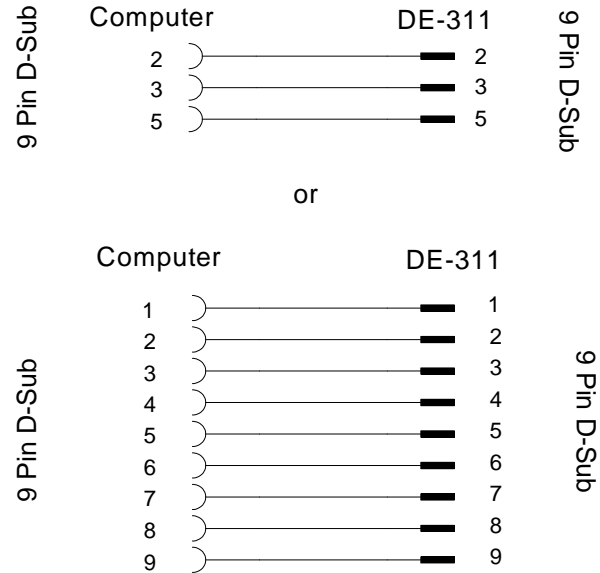 Computer DE-311
9 Pin D-Sub
2 2
3 3
5 5
9 Pin D-Sub
or
Computer DE-311
9 Pin D-Sub
1 1
2 2
3 3
4 4
5 5
6 6
7 7
8 8
9 9
9 Pin D-Sub